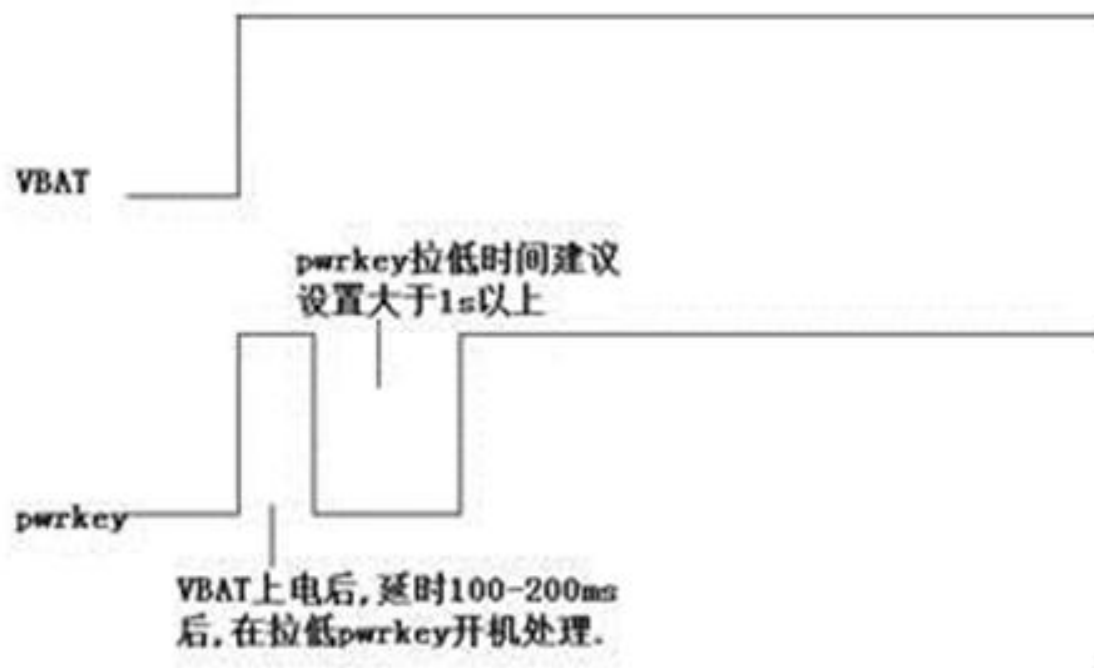 VBAT
pwrkey拉低时间建议
设置大于1s以上
pwrkey
VBAT上电后,延时100-200ms
后,在拉低pwrkey开机处理.